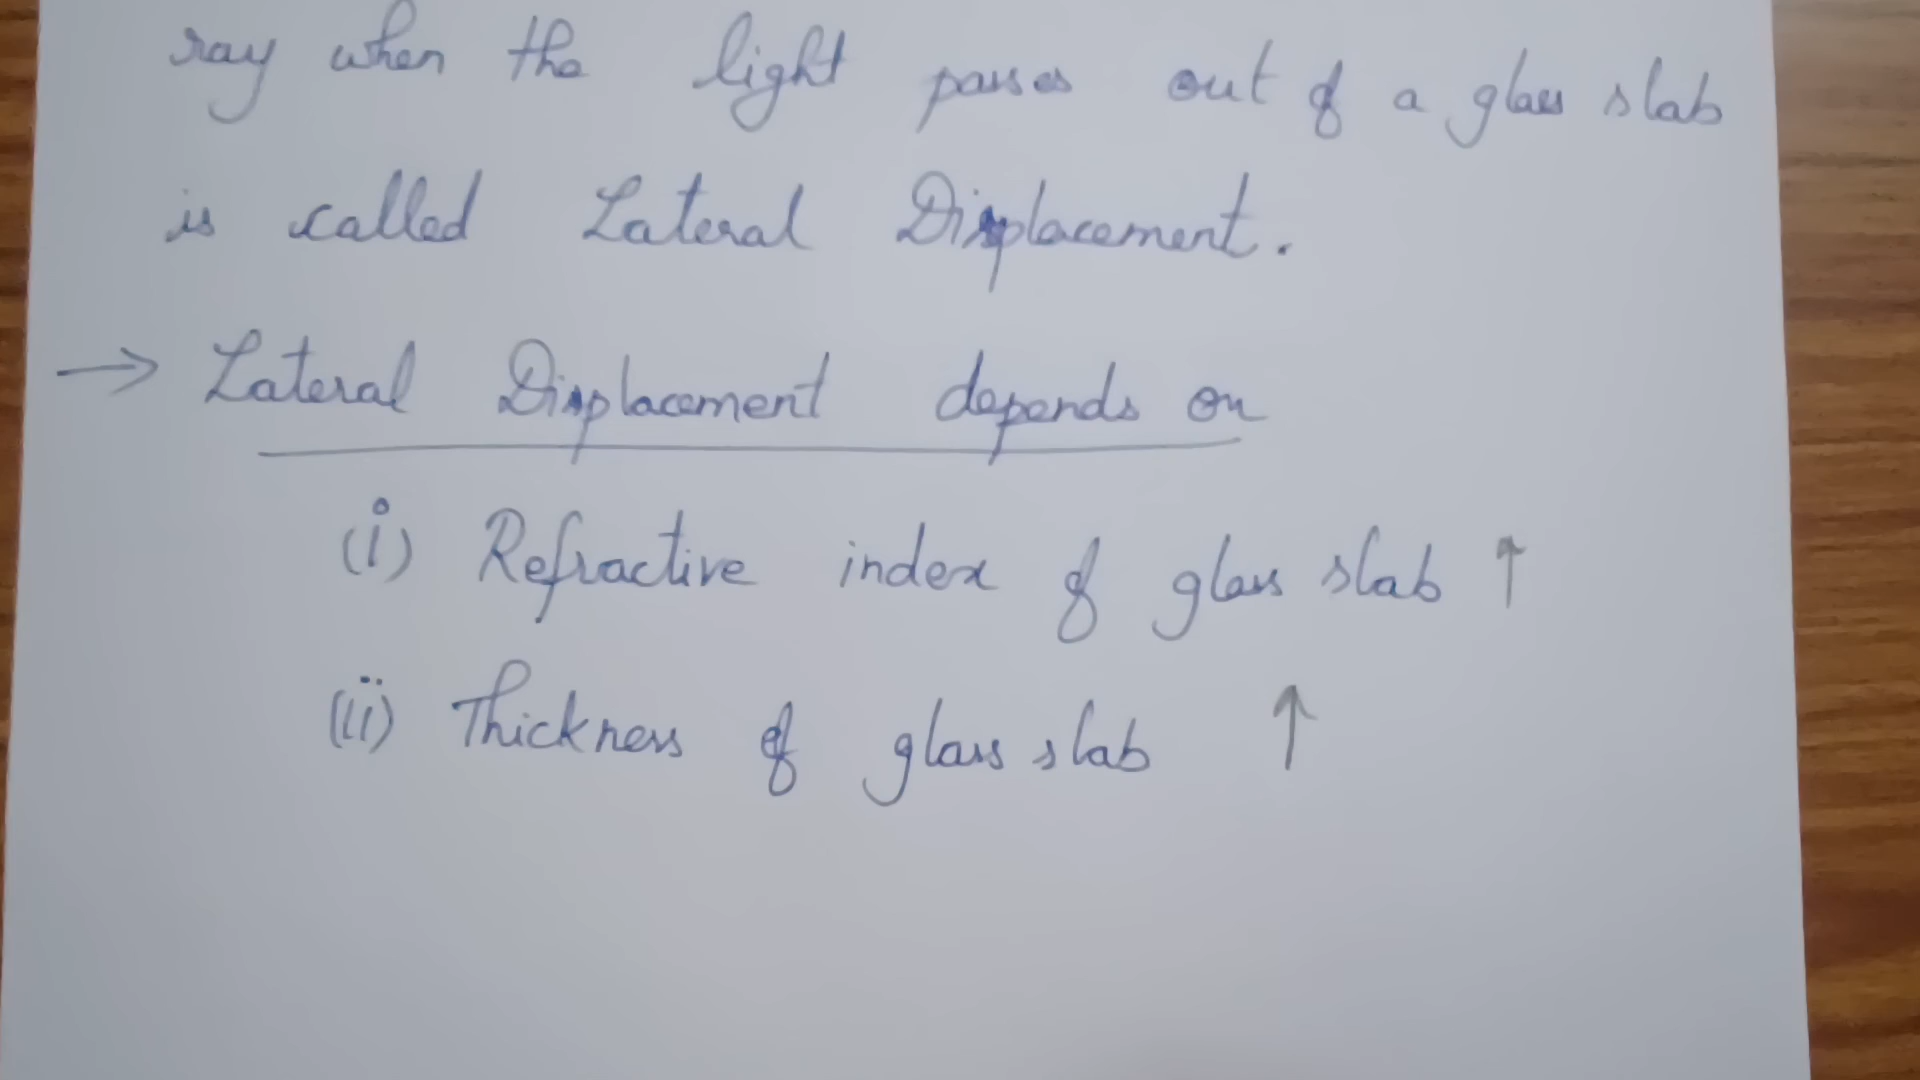 ray when the light passes out of a glass slab
is called Lateral Displacement.
→ Lateral Displacement depends on
(i) Refractive index of glass slab ↑
(ii) Thickness of glass slab ↑